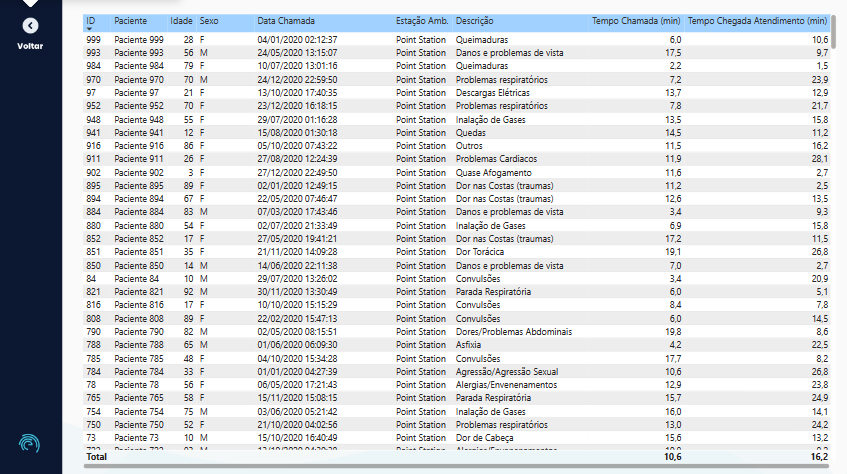 Voltar
ID Paciente Idade Sexo Data Chamada Estação Amb. Descrição Tempo Chamada (min) Tempo Chegada Atendimento (min)
999 Paciente 999 28 F 04/01/2020 02:12:37 Point Station Queimaduras 6,0 10,6
993 Paciente 993 56 M 24/05/2020 13:15:07 Point Station Danos e problemas de vista 17,5 9,7
984 Paciente 984 79 F 10/07/2020 13:01:16 Point Station Queimaduras 2,2 1,5
970 Paciente 970 70 M 24/12/2020 22:59:50 Point Station Problemas respiratórios 7,2 23,9
97 Paciente 97 21 F 13/10/2020 17:40:35 Point Station Descargas Elétricas 13,7 12,9
952 Paciente 952 70 F 23/12/2020 16:18:15 Point Station Problemas respiratórios 7,8 21,7
948 Paciente 948 55 F 29/07/2020 01:16:28 Point Station Inalação de Gases 13,5 15,8
941 Paciente 941 12 F 15/08/2020 01:30:18 Point Station Quedas 14,5 11,2
916 Paciente 916 86 F 05/10/2020 07:43:22 Point Station Outros 11,5 16,2
911 Paciente 911 26 F 27/08/2020 12:24:39 Point Station Problemas Cardíacos 11,9 28,1
902 Paciente 902 3 F 27/12/2020 22:49:50 Point Station Quase Afogamento 11,6 2,7
895 Paciente 895 89 F 02/01/2020 12:49:15 Point Station Dor nas Costas (traumas) 11,2 2,5
894 Paciente 894 67 F 22/05/2020 07:46:47 Point Station Dor nas Costas (traumas) 12,6 13,5
884 Paciente 884 83 M 07/03/2020 17:43:46 Point Station Danos e problemas de vista 3,4 9,3
880 Paciente 880 54 F 02/07/2020 21:33:49 Point Station Inalação de Gases 6,9 15,8
852 Paciente 852 17 F 27/05/2020 19:41:21 Point Station Dor nas Costas (traumas) 17,2 11,5
851 Paciente 851 35 F 21/11/2020 14:09:28 Point Station Dor Torácica 19,1 26,8
850 Paciente 850 14 M 14/06/2020 22:11:38 Point Station Danos e problemas de vista 7,0 2,7
84 Paciente 84 10 M 29/07/2020 13:26:02 Point Station Convulsões 3,4 20,9
821 Paciente 821 92 M 30/11/2020 13:30:49 Point Station Parada Respiratória 6,0 5,1
816 Paciente 816 17 F 10/10/2020 15:15:29 Point Station Convulsões 8,4 7,8
808 Paciente 808 89 F 22/02/2020 15:47:13 Point Station Convulsões 6,0 14,5
790 Paciente 790 82 M 02/05/2020 08:15:51 Point Station Dores/Problemas Abdominais 19,8 8,6
788 Paciente 788 65 M 01/06/2020 06:09:30 Point Station Asfixia 4,2 22,5
785 Paciente 785 48 F 04/10/2020 15:34:28 Point Station Convulsões 17,7 8,2
784 Paciente 784 33 F 01/01/2020 04:27:39 Point Station Agressão/Agressão Sexual 10,6 26,8
78 Paciente 78 56 F 06/05/2020 17:21:43 Point Station Alergias/Envenenamentos 12,9 23,8
765 Paciente 765 58 F 15/11/2020 15:08:15 Point Station Parada Respiratória 15,7 24,9
754 Paciente 754 75 M 03/06/2020 05:21:42 Point Station Inalação de Gases 16,0 14,1
750 Paciente 750 52 F 21/10/2020 04:02:56 Point Station Problemas respiratórios 13,0 24,2
73 Paciente 73 10 M 15/10/2020 16:40:49 Point Station Dor de Cabeça 15,6 13,2
Total 10,6 16,2